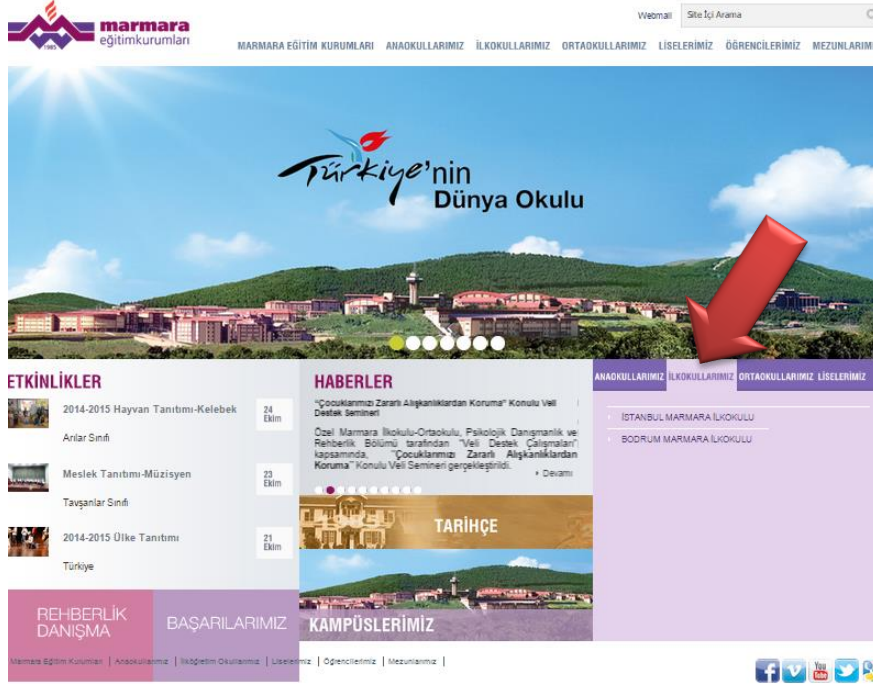 marmara
eğitimkurumları
1985
Webmail
Site İçi Arama
MARMARA EĞİTİM KURUMLARI ANAOKULLARIMIZ İLKOKULLARIMIZ ORTAOKULLARIMIZ LİSELERİMİZ ÖĞRENCİLERİMİZ MEZUNLARIMI
Türkiye'nin
Dünya Okulu
ETKİNLİKLER
2014-2015 Hayvan Tanıtımı-Kelebek
24
Ekim
Arılar Sınıfı
Meslek Tanıtımı-Müzisyen
23
Ekim
Tavşanlar Sınıfı
2014-2015 Ülke Tanıtımı
21
Ekim
Türkiye
HABERLER
"Çocuklarımızı Zararlı Alışkanlıklardan Koruma" Konulu Veli
Destek Semineri
Özel Marmara İlkokulu-Ortaokulu, Psikolojik Danışmanlık ve
Rehberlik Bölümü tarafından "Veli Destek Çalışmaları"
kapsamında, "Çocuklarımızı Zararlı Alışkanlıklardan
Koruma" Konulu Veli Semineri gerçekleştirildi.
Devamı
TARİHÇE
KAMPÜSLERİMİZ
ANAOKULLARIMIZ İLKOKULLARIMIZ ORTAOKULLARIMIZ LİSELERİMİZ
İSTANBUL MARMARA İLKOKULU
BODRUM MARMARA İLKOKULU
REHBERLİK
DANIŞMA
BAŞARILARIMIZ
Marmara Eğitim Kurumları | Anaokullarımız | İlköğretim Okullarımız | Liselerimiz | Öğrencilerimiz | Mezunlarımız |
You
Tube